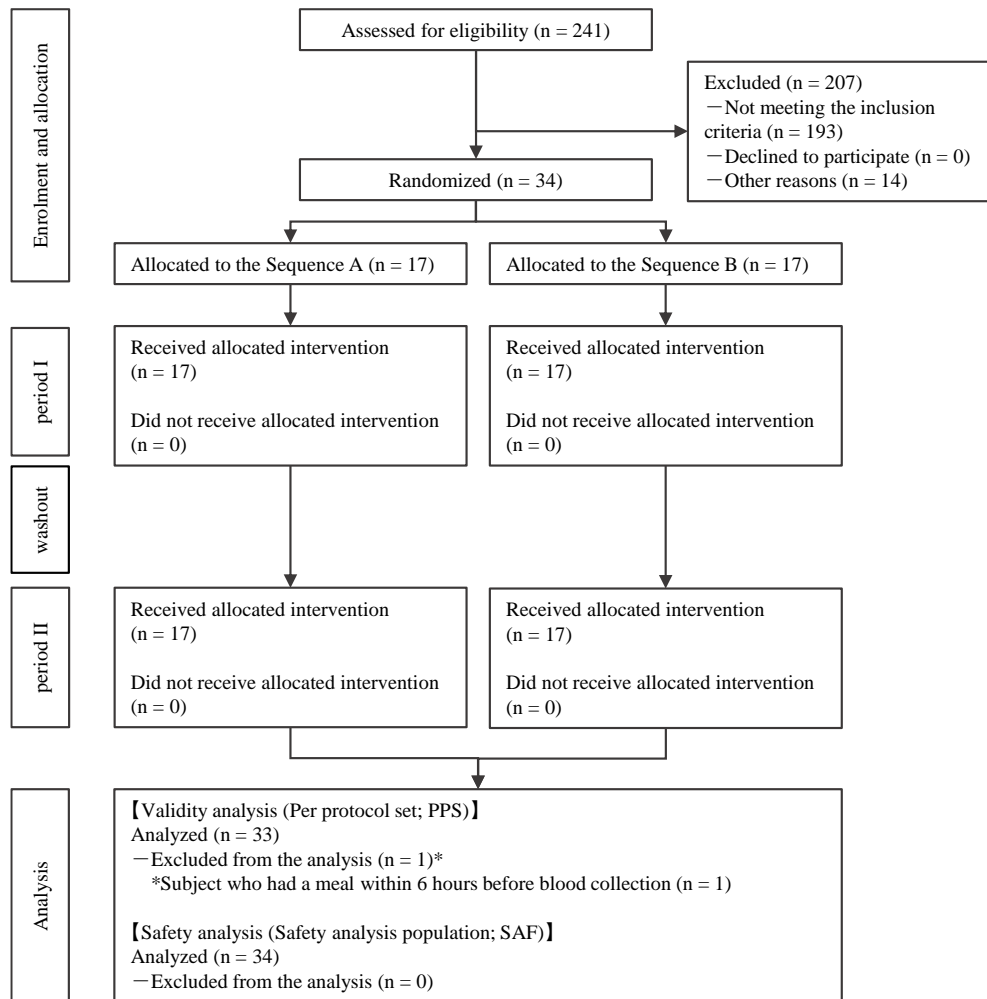 Enrolment and allocation
Assessed for eligibility (n = 241)
Excluded (n = 207)
－Not meeting the inclusion
criteria (n = 193)
－Declined to participate (n = 0)
－Other reasons (n = 14)
Randomized (n = 34)
Allocated to the Sequence A (n = 17)
Allocated to the Sequence B (n = 17)
period I
Received allocated intervention
(n = 17)
Did not receive allocated intervention
(n = 0)
Received allocated intervention
(n = 17)
Did not receive allocated intervention
(n = 0)
washout
period II
Received allocated intervention
(n = 17)
Did not receive allocated intervention
(n = 0)
Received allocated intervention
(n = 17)
Did not receive allocated intervention
(n = 0)
Analysis
【Validity analysis (Per protocol set; PPS)】
Analyzed (n = 33)
－Excluded from the analysis (n = 1)*
*Subject who had a meal within 6 hours before blood collection (n = 1)
【Safety analysis (Safety analysis population; SAF)】
Analyzed (n = 34)
－Excluded from the analysis (n = 0)